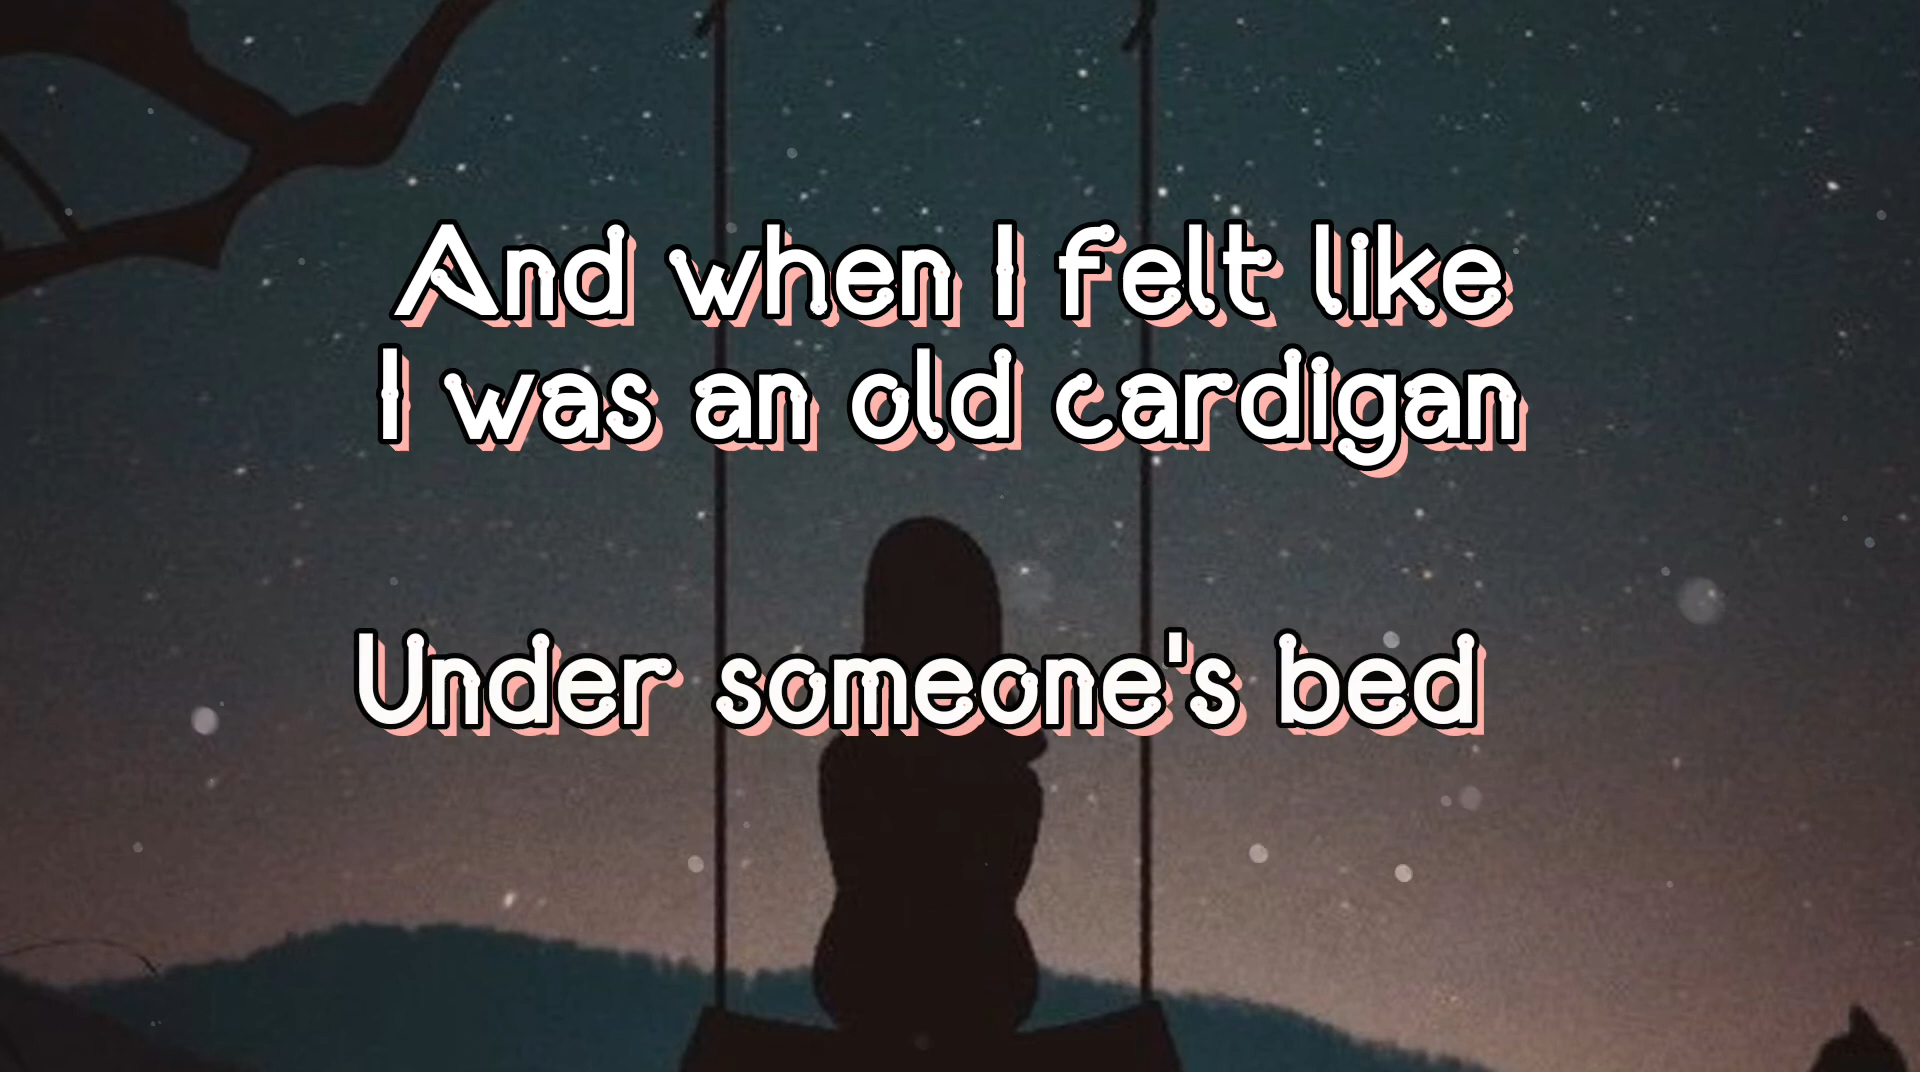 And when I felt like
I was an old cardigan
Under someone's bed